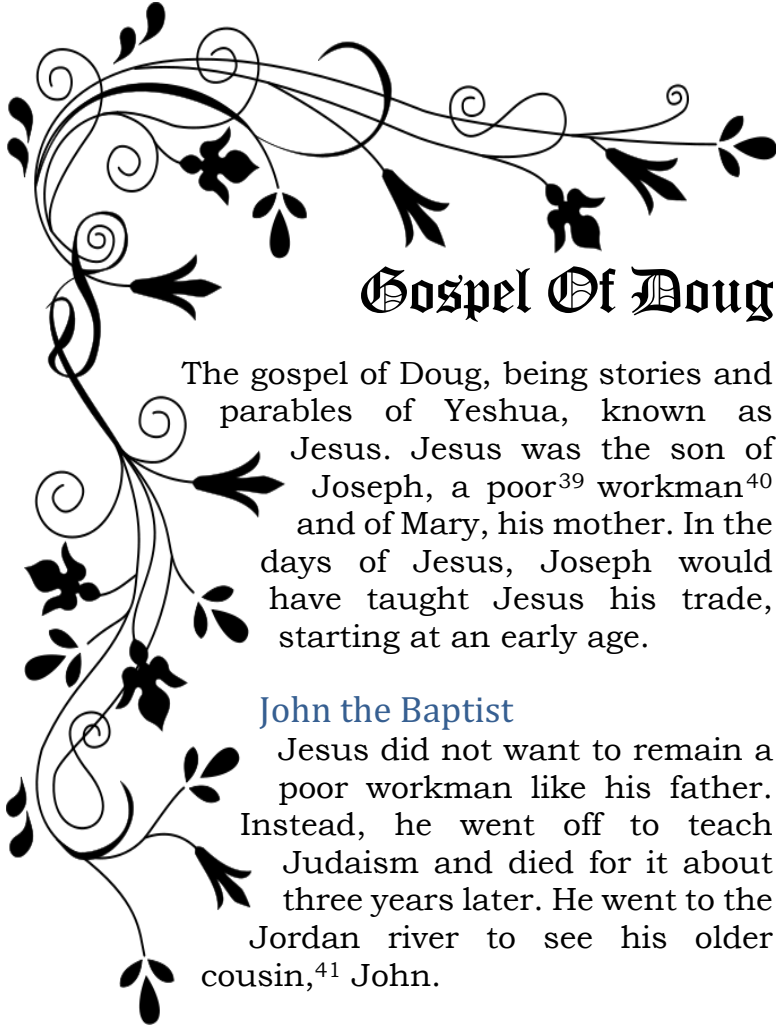 Gospel Of Doug
The gospel of Doug, being stories and
parables of Yeshua, known as
Jesus. Jesus was the son of
Joseph, a poor³⁹ workman⁴⁰
and of Mary, his mother. In the
days of Jesus, Joseph would
have taught Jesus his trade,
starting at an early age.
John the Baptist
Jesus did not want to remain a
poor workman like his father.
Instead, he went off to teach
Judaism and died for it about
three years later. He went to the
Jordan river to see his older
cousin,⁴¹ John.